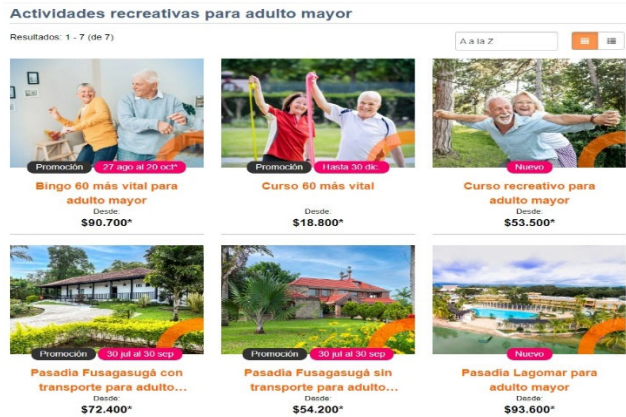 Actividades recreativas para adulto mayor
Resultados: 1 - 7 (de 7)
A a la Z
Promoción 27 ago al 20 oct*
Bingo 60 más vital para
adulto mayor
Desde:
$90.700*
Promoción Hasta 30 dic.
Curso 60 más vital
Desde:
$18.800*
Nuevo
Curso recreativo para
adulto mayor
Desde:
$53.500*
Promoción 30 jul al 30 sep
Pasadia Fusagasugá con
transporte para adulto...
Desde:
$72.400*
Promoción 30 jul al 30 sep
Pasadia Fusagasugá sin
transporte para adulto...
Desde:
$54.200*
Nuevo
Pasadia Lagomar para
adulto mayor
Desde:
$93.600*